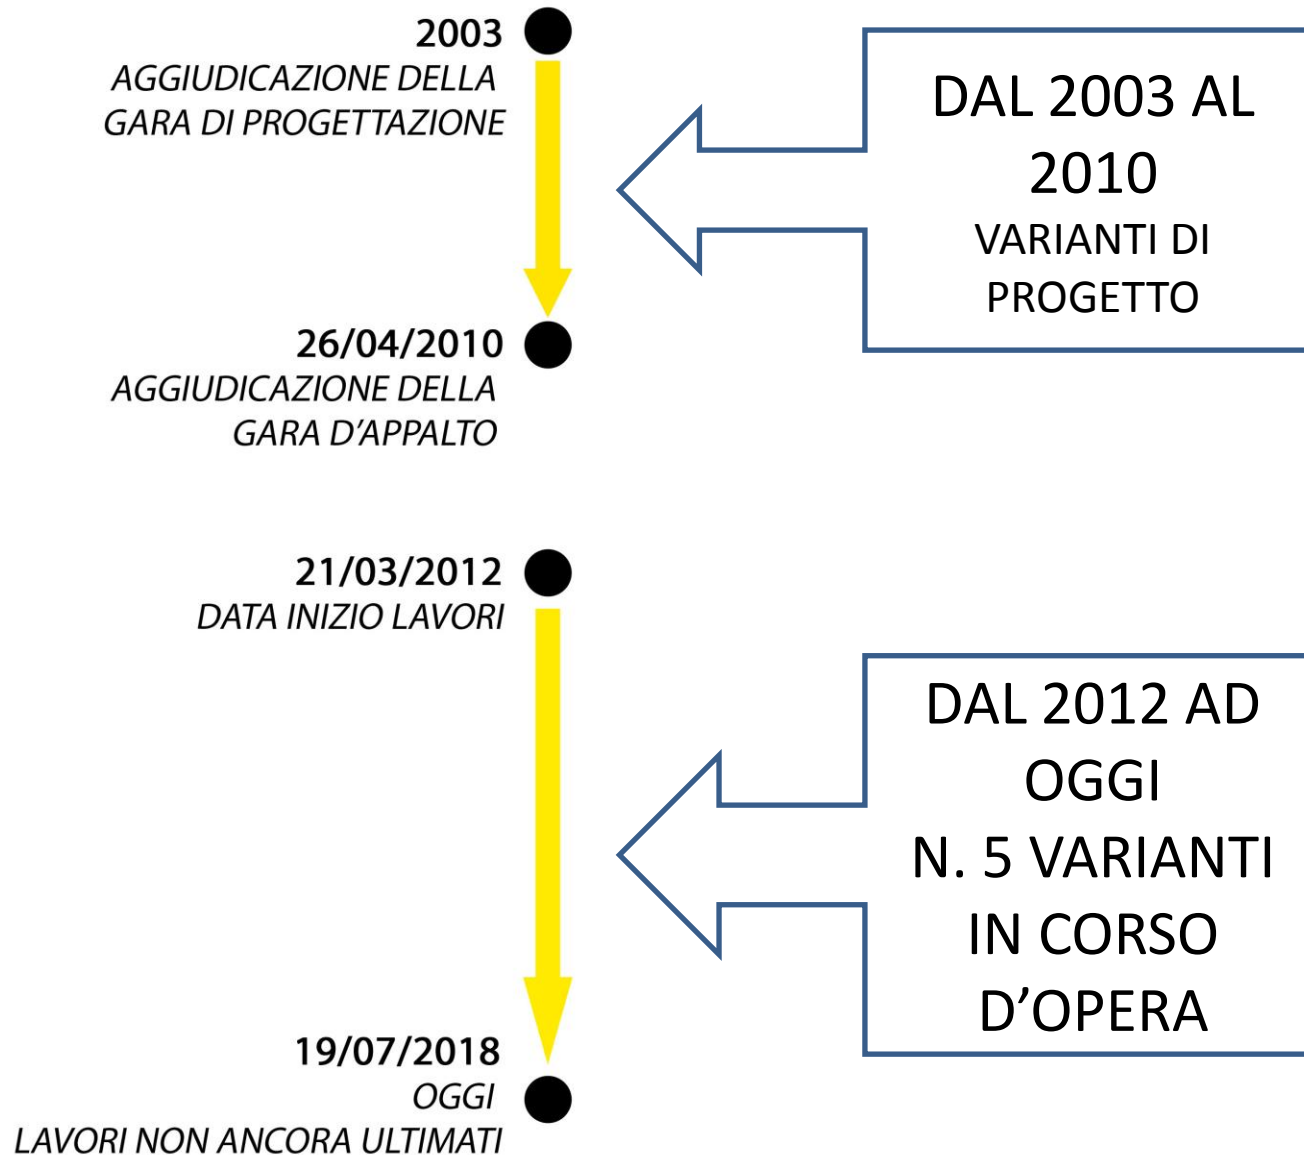 2003
AGGIUDICAZIONE DELLA
GARA DI PROGETTAZIONE
DAL 2003 AL
2010
VARIANTI DI
PROGETTO
26/04/2010
AGGIUDICAZIONE DELLA
GARA D’APPALTO
21/03/2012
DATA INIZIO LAVORI
DAL 2012 AD
OGGI
N. 5 VARIANTI
IN CORSO
D’OPERA
19/07/2018
OGGI
LAVORI NON ANCORA ULTIMATI